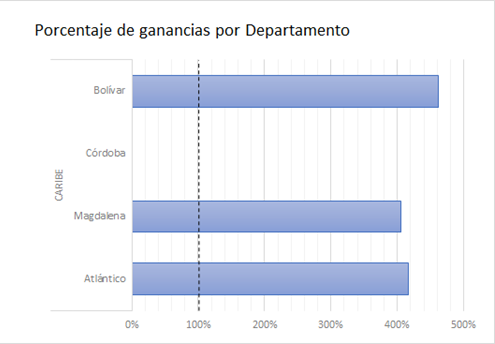 Porcentaje de ganancias por Departamento
Bolívar
Córdoba
Magdalena
Atlántico
CARIBE
0% 100% 200% 300% 400% 500%